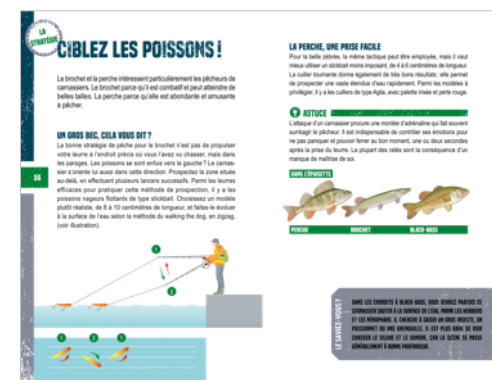 LA
STRATÉGIE
CIBLEZ LES POISSONS !
Le brochet et la perche intéressent particulièrement les pêcheurs de
carnassiers. Le brochet parce qu'il est combatif et peut atteindre de
belles tailles. La perche parce qu'elle est abondante et amusante
à pêcher.
UN GROS BEC, CELA VOUS DIT ?
La bonne stratégie de pêche pour le brochet n'est pas de propulser
votre leurre à l'endroit précis où vous l'avez vu chasser, mais dans
les parages. Les poissons se sont enfuis vers la gauche ? Le carnas-
sier s'oriente lui aussi dans cette direction. Prospectez la zone située
au-delà, en effectuant plusieurs lancers successifs. Parmi les leurres
efficaces pour pratiquer cette méthode de prospection, il y a les
poissons nageurs flottants de type stickbait. Choisissez un modèle
plutôt réaliste, de 8 à 10 centimètres de longueur, et faites-le évoluer
à la surface de l'eau selon la méthode du walking the dog, en zigzag,
(voir illustration).
56
1
2
1
2
1
LA PERCHE, UNE PRISE FACILE
Pour la belle zébrée, la même tactique peut être employée, mais il vaut
mieux utiliser un stickbait moins imposant, de 4 à 6 centimètres de longueur.
La cuiller tournante donne également de très bons résultats ; elle permet
de prospecter une vaste étendue d'eau rapidement. Parmi les modèles à
privilégier, il y a les cuillers de type Aglia, avec palette irisée et perle rouge.
ASTUCE
L'attaque d'un carnassier procure une montée d'adrénaline qui fait souvent
surréagir le pêcheur. Il est indispensable de contrôler ses émotions pour
ne pas paniquer et pouvoir ferrer au bon moment, une ou deux secondes
après la prise du leurre. La plupart des ratés sont la conséquence d'un
manque de maîtrise de soi.
DANS L'ÉPUISETTE
PERCHE
BROCHET
BLACK-BASS
LE SAVIEZ-VOUS ?
DANS LES ENDROITS À BLACK-BASS, VOUS VERREZ PARFOIS CE
CARNASSIER SAUTER À LA SURFACE DE L'EAU, PARMI LES HERBIERS
ET LES NÉNUPHARS. IL CHERCHE À SAISIR UN GROS INSECTE, UN
POISSONNET OU UNE GRENOUILLE. IL EST PLUS RARE DE VOIR
CHASSER LE SILURE ET LE SANDRE, CAR LA SCÈNE SE PASSE
GÉNÉRALEMENT À BONNE PROFONDEUR.